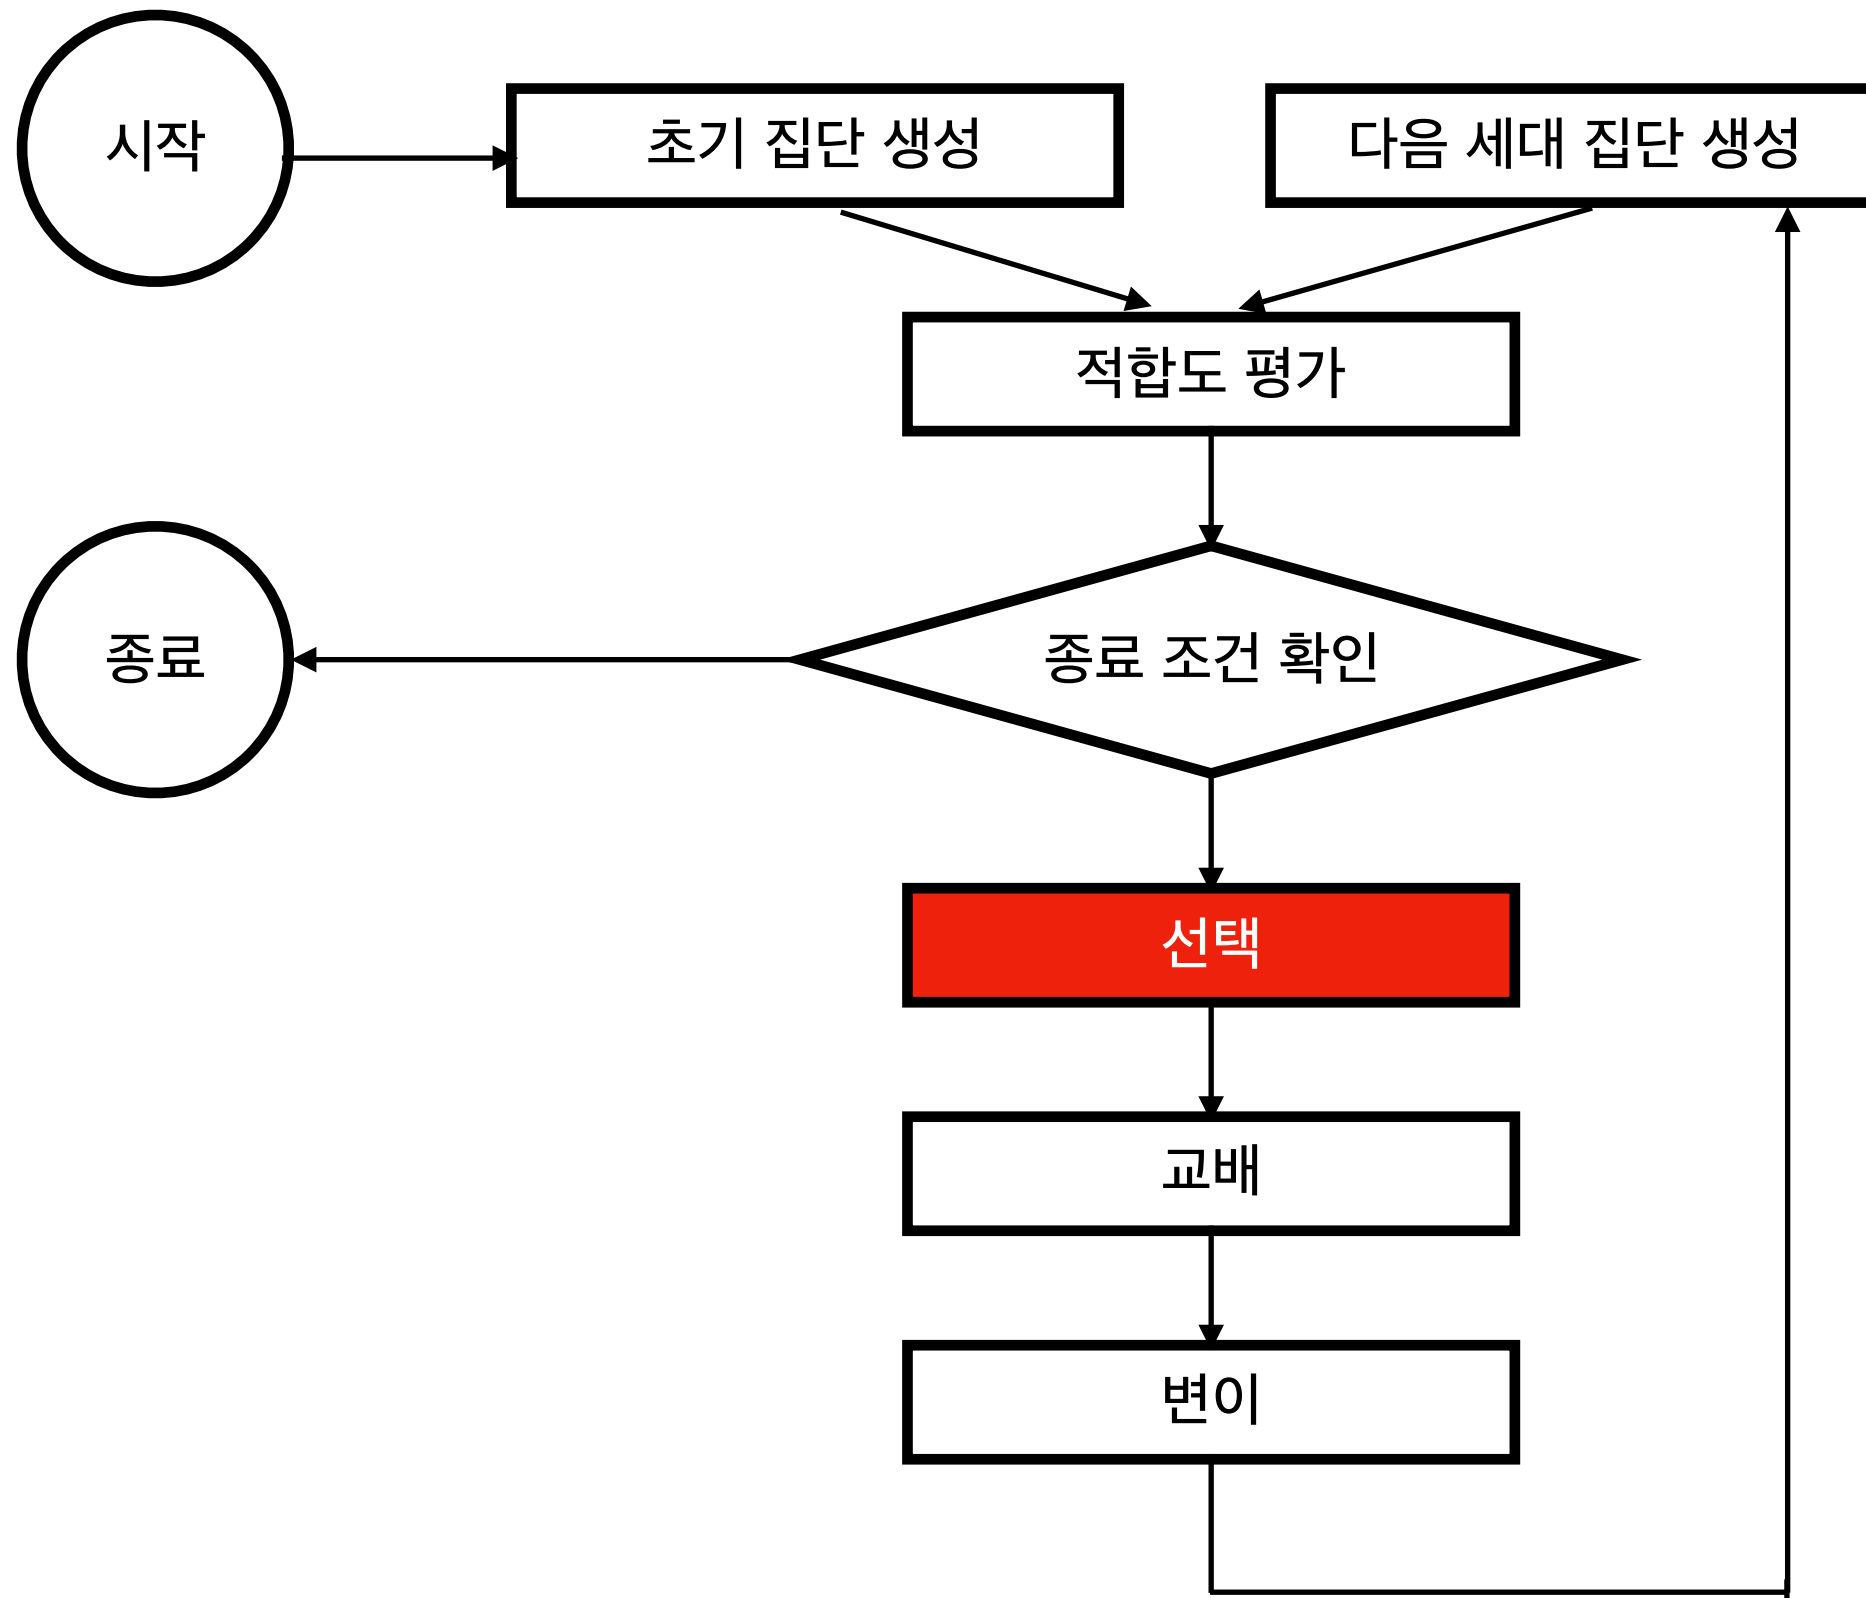 시작
초기 집단 생성
다음 세대 집단 생성
적합도 평가
종료
종료 조건 확인
선택
교배
변이